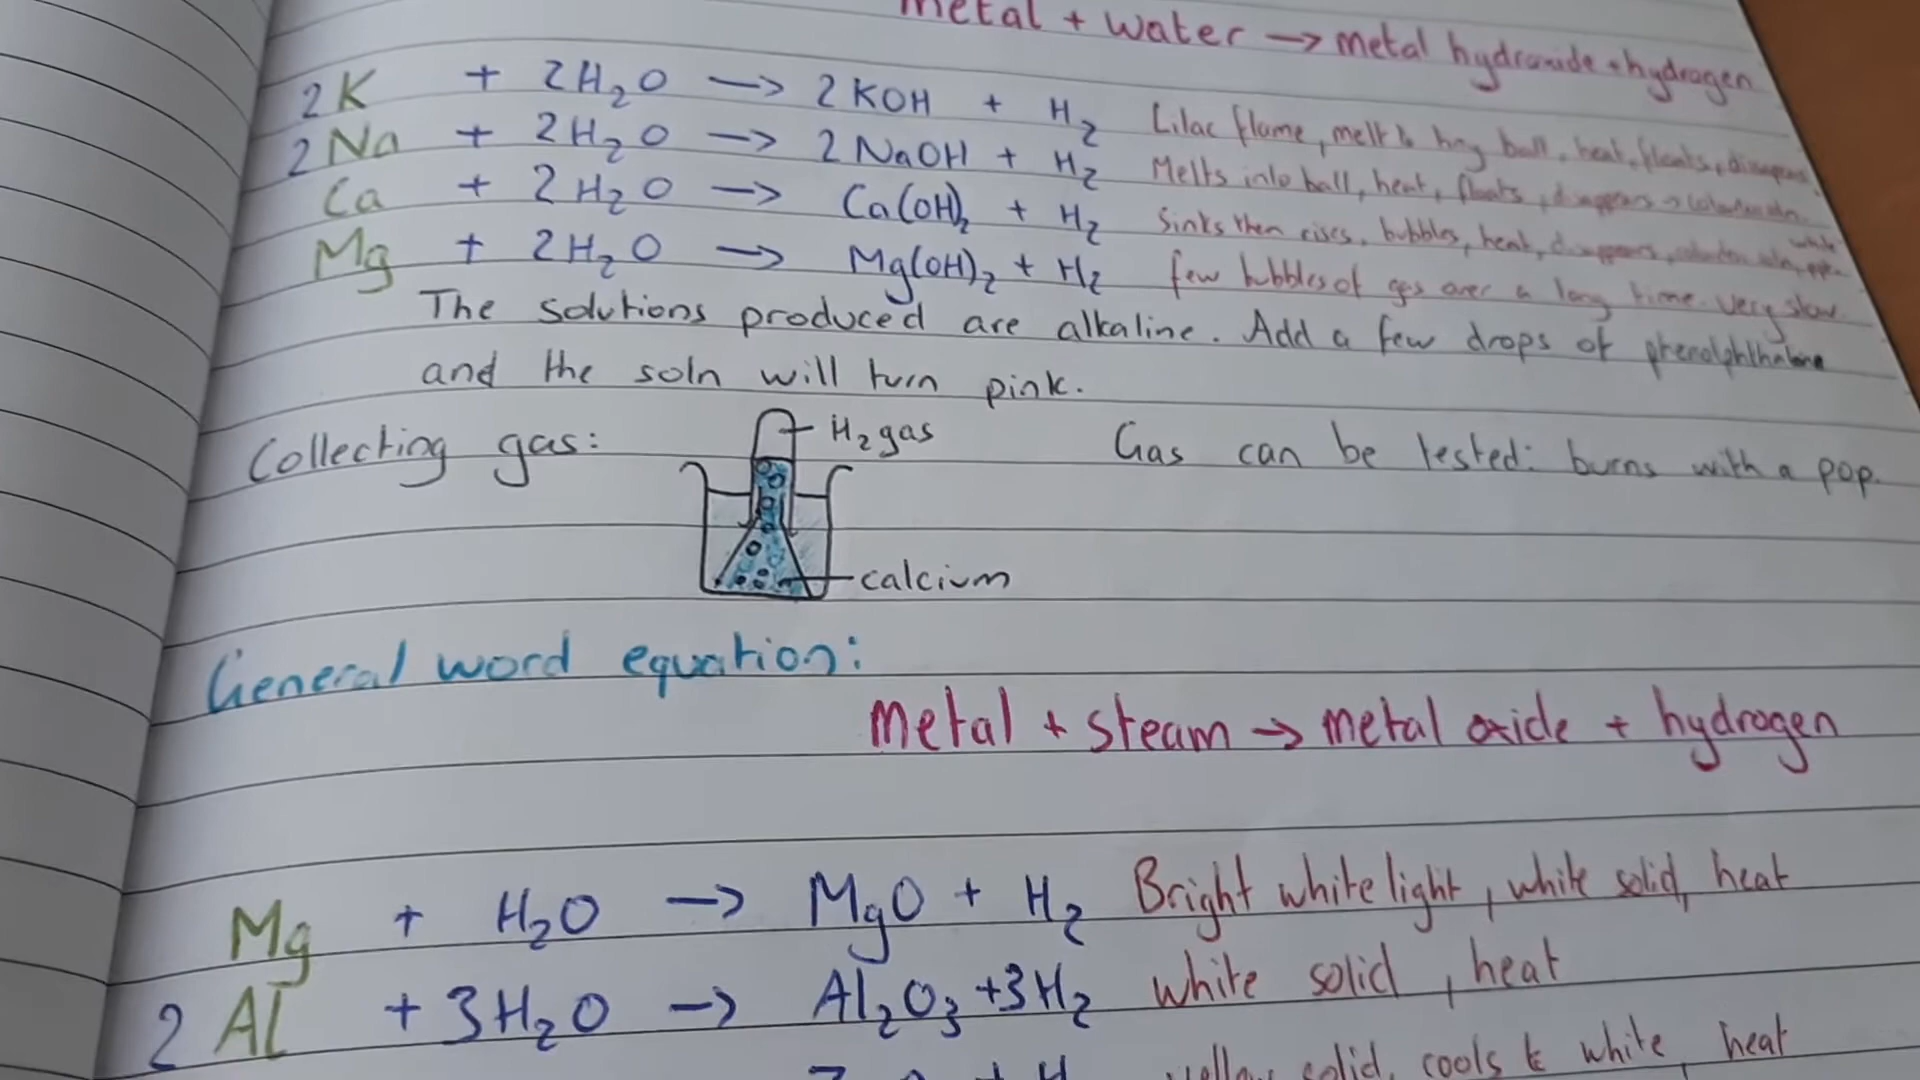 metal + water → metal hydroxide + hydrogen
2K + 2H₂O → 2KOH + H₂ Lilac flame, melt to tiny ball, heat, floats,
2Na + 2H₂O → 2NaOH + H₂ Melts into ball, heat, floats, disappears
Ca + 2H₂O → Ca(OH)₂ + H₂ Sinks then rises, bubbles, heat, disappears, white
Mg + 2H₂O → Mg(OH)₂ + H₂ few bubbles of gas over a long time. very slow.
The solutions produced are alkaline. Add a few drops of
and the soln will turn pink.
Collecting gas: H₂ gas Gas can be tested: burns with a pop.
calcium
General word equation:
Metal + steam → metal oxide + hydrogen
Mg + H₂O → MgO + H₂ Bright white light, white solid, heat
2Al + 3H₂O → Al₂O₃ + 3H₂ white solid, heat
yellow solid, cools to white, heat